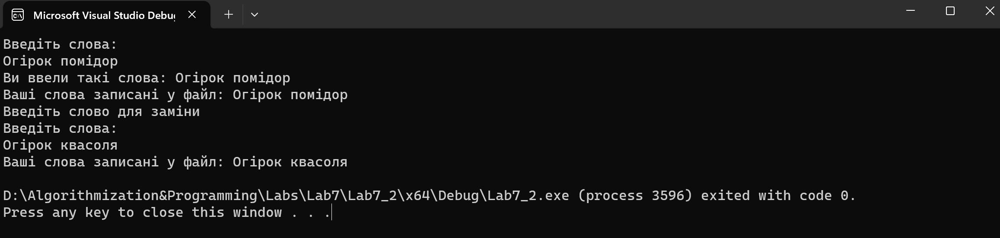 Microsoft Visual Studio Debug
Введіть слова:
Огірок помідор
Ви ввели такі слова: Огірок помідор
Ваші слова записані у файл: Огірок помідор
Введіть слово для заміни
Введіть слова:
Огірок квасоля
Ваші слова записані у файл: Огірок квасоля
D:\Algorithmization&Programming\Labs\Lab7\Lab7_2\x64\Debug\Lab7_2.exe (process 3596) exited with code 0.
Press any key to close this window . . .